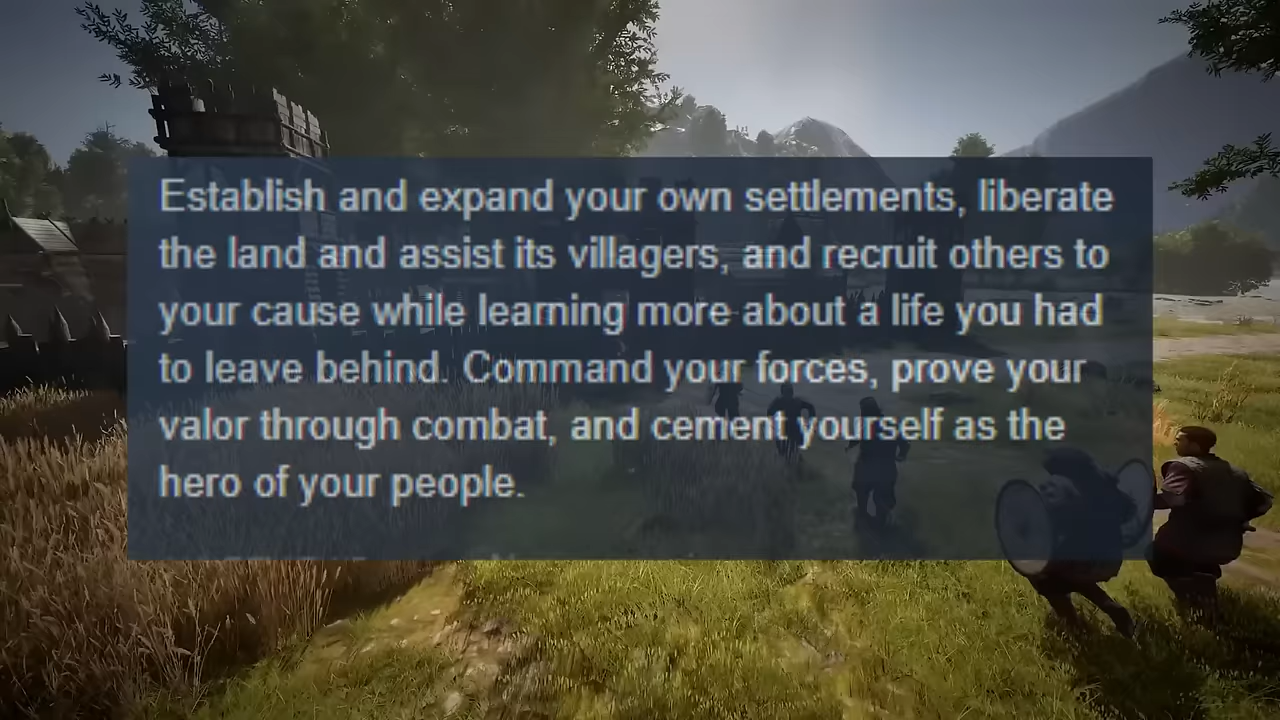 Establish and expand your own settlements, liberate
the land and assist its villagers, and recruit others to
your cause while learning more about a life you had
to leave behind. Command your forces, prove your
valor through combat, and cement yourself as the
hero of your people.